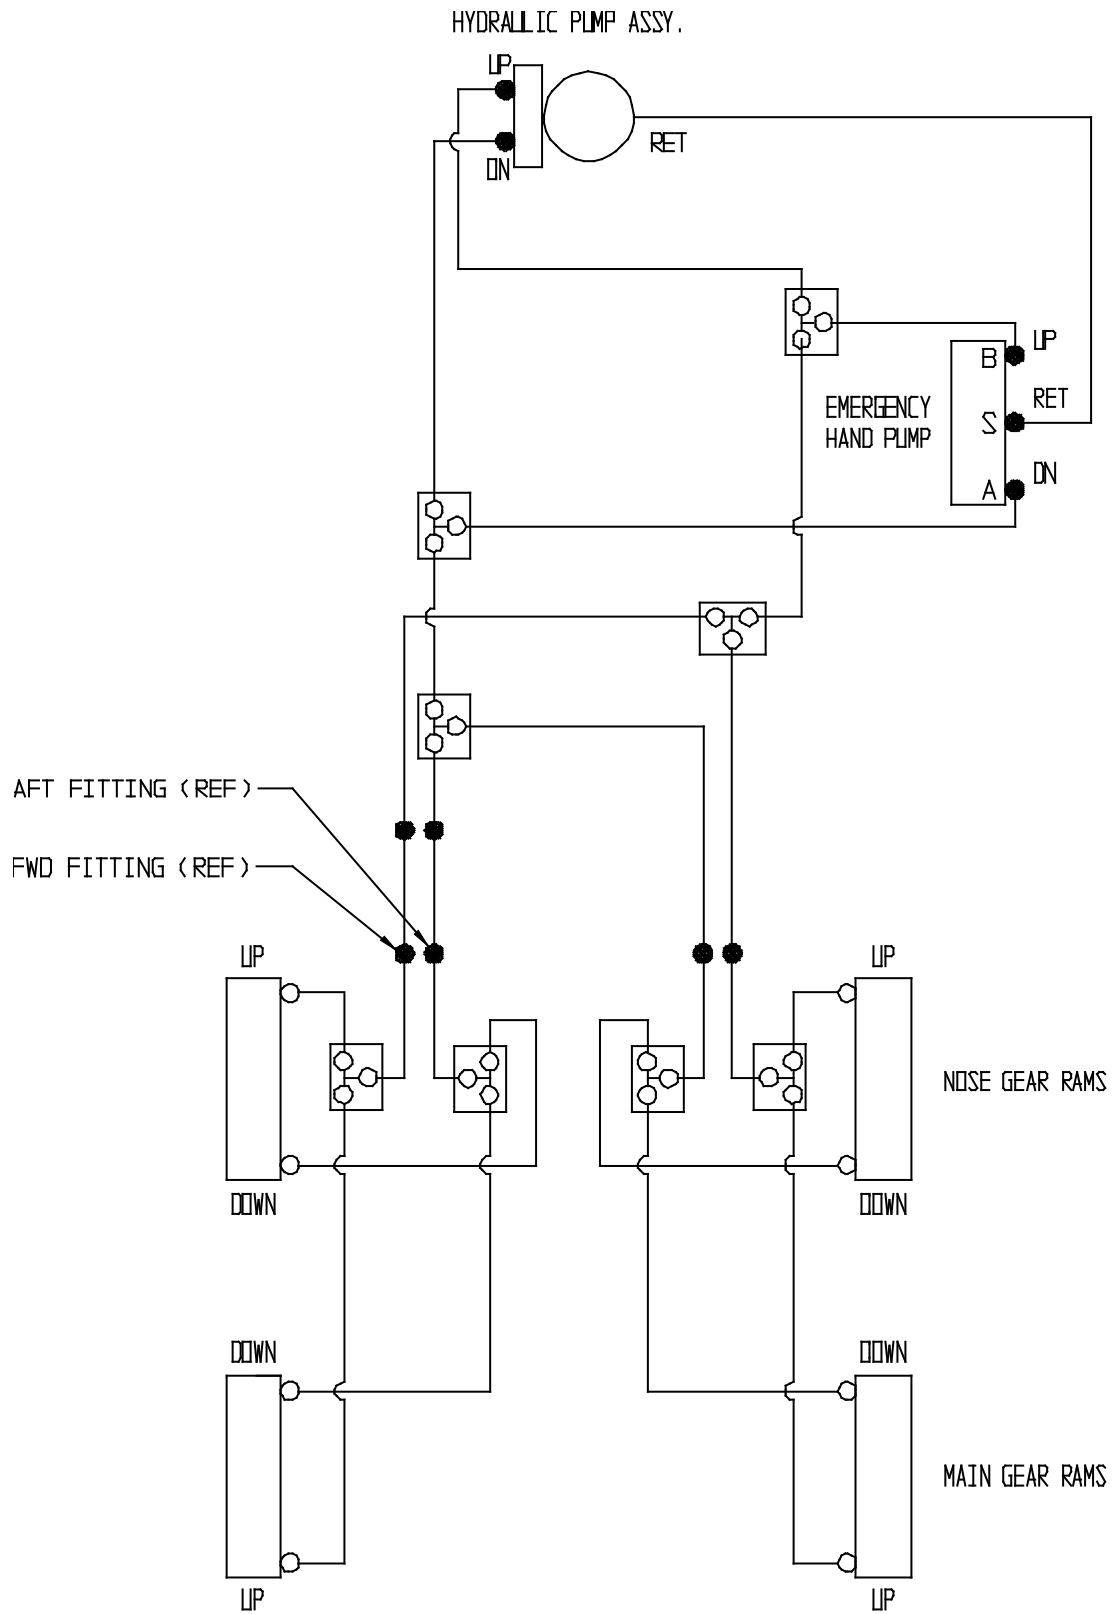 HYDRAULIC PUMP ASSY.
UP
RET
DN
UP
B
RET
EMERGENCY
HAND PUMP
S
DN
A
AFT FITTING (REF)
FWD FITTING (REF)
UP
UP
NOSE GEAR RAMS
DOWN
DOWN
DOWN
DOWN
MAIN GEAR RAMS
UP
UP